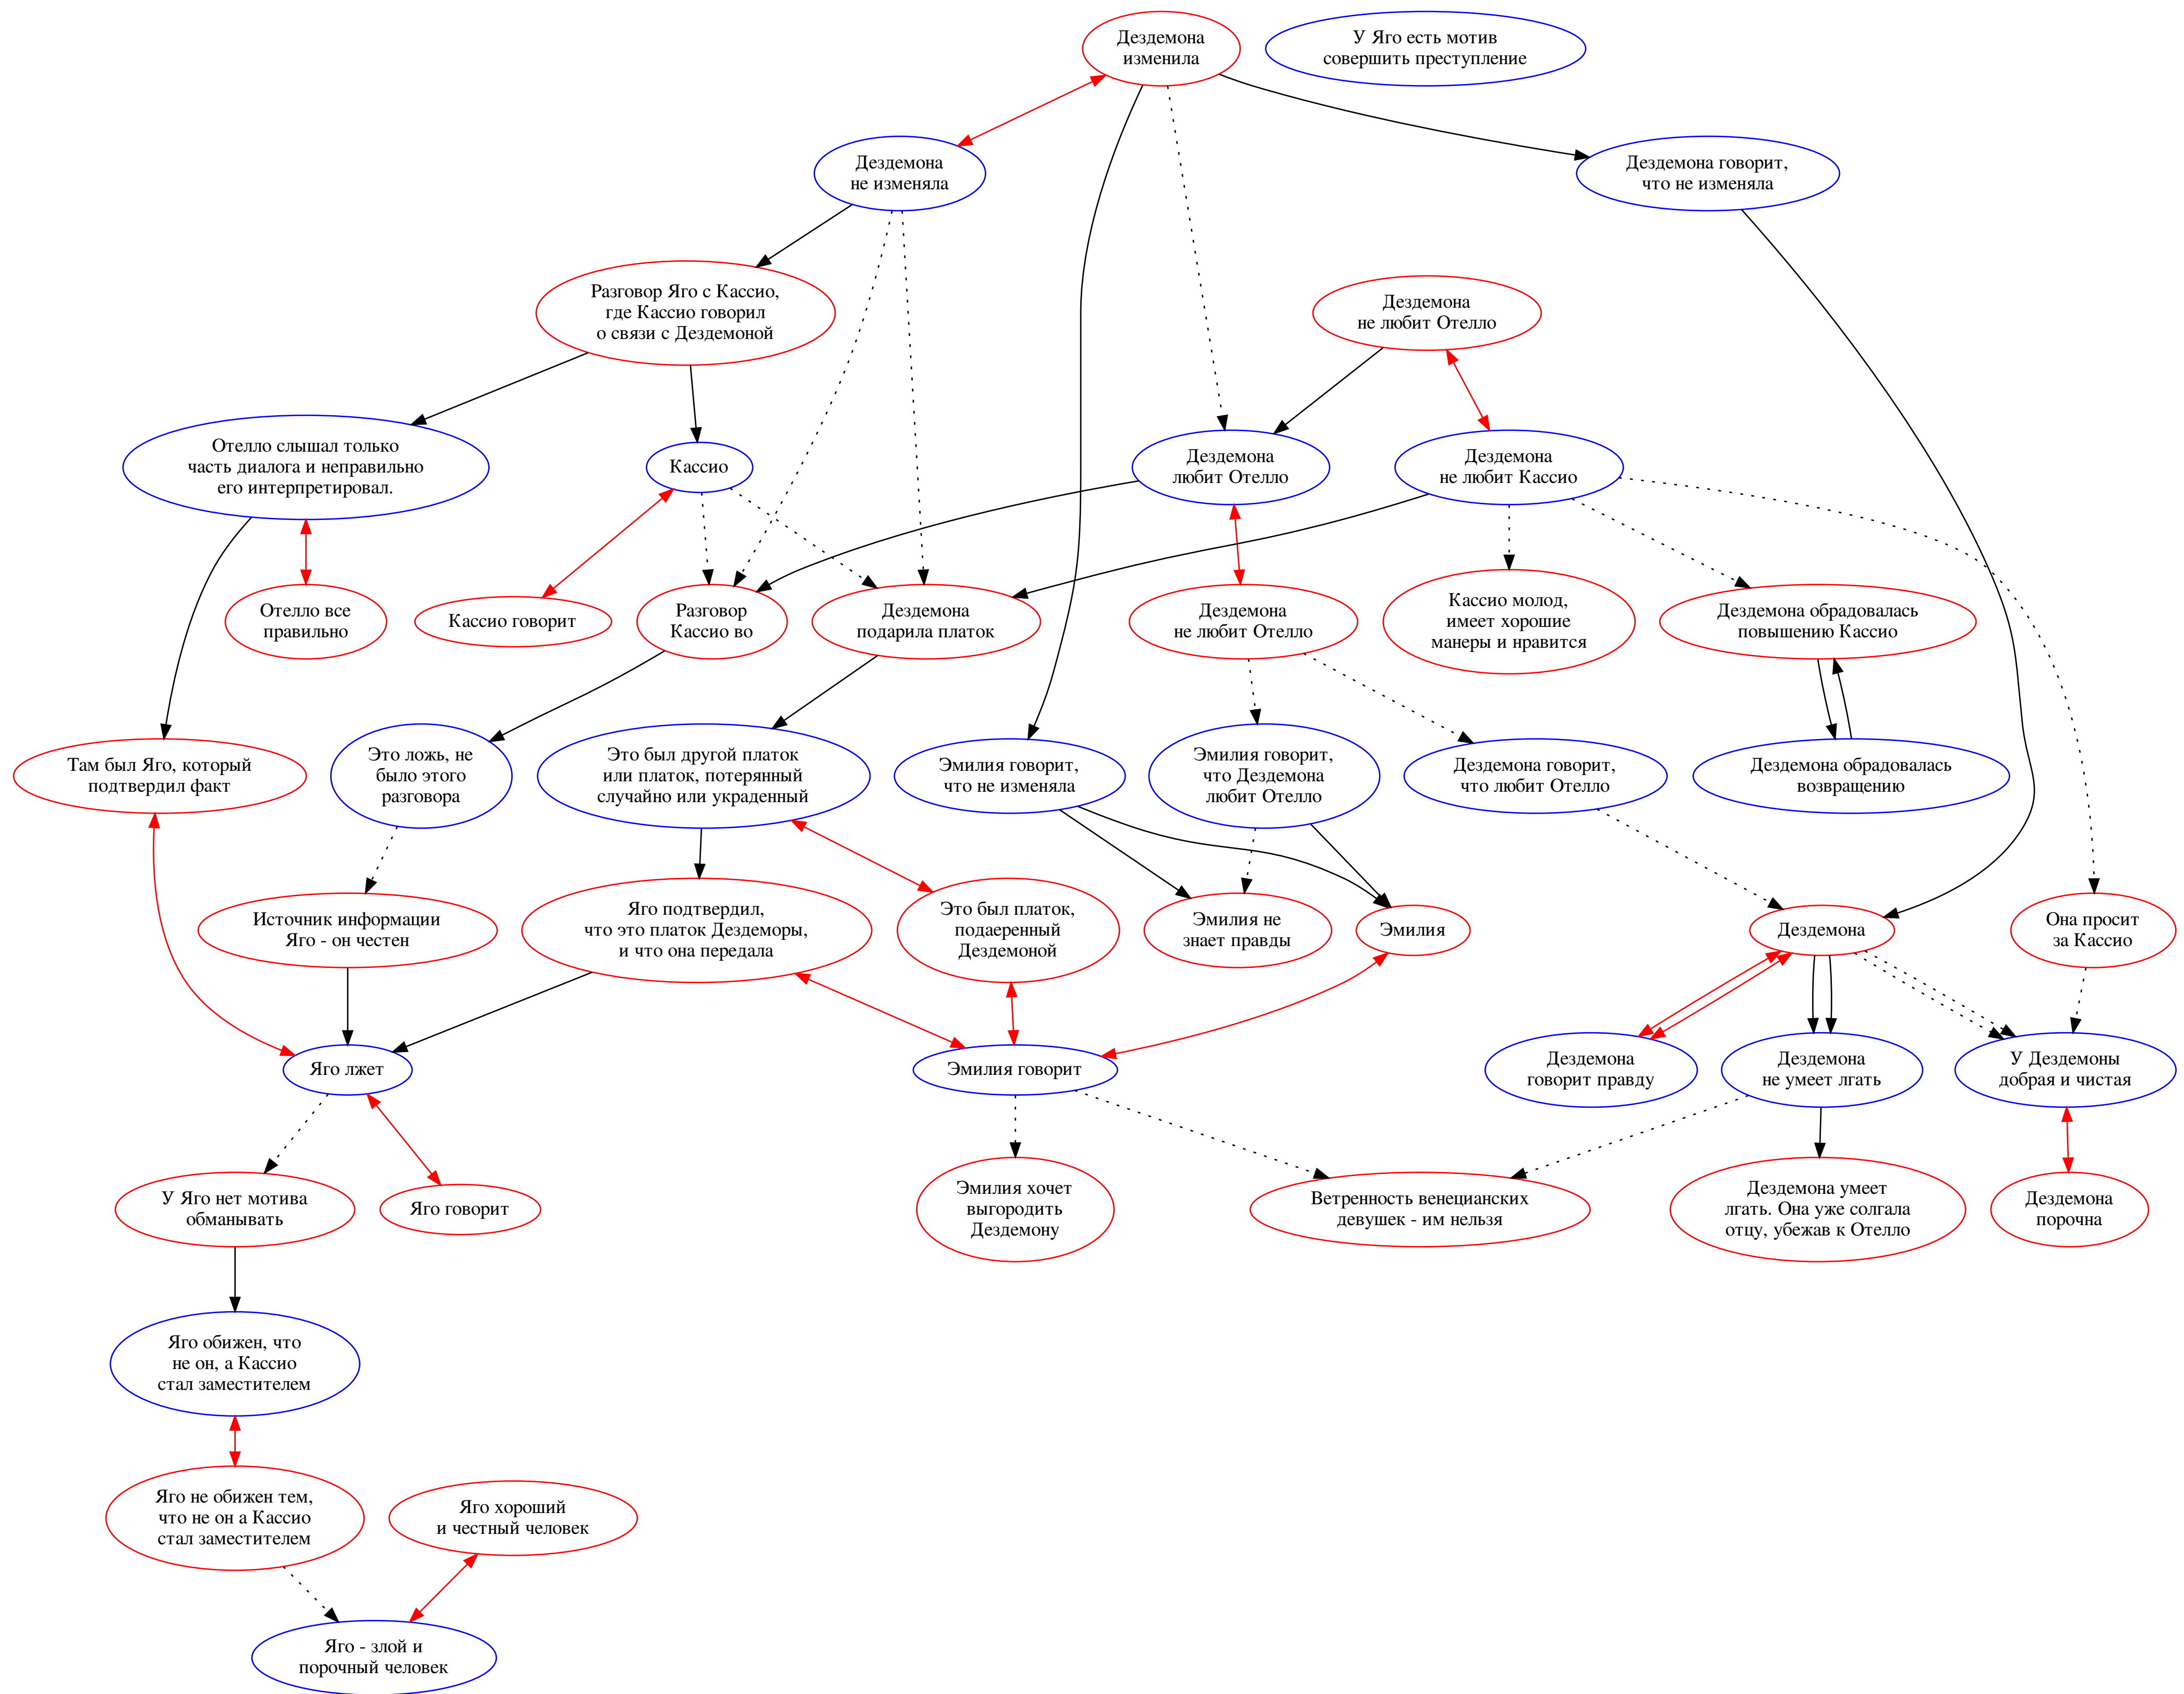 Дездемона
изменила
У Яго есть мотив
совершить преступление
Дездемона
не изменяла
Дездемона говорит,
что не изменяла
Разговор Яго с Кассио,
где Кассио говорил
о связи с Дездемоной
Дездемона
не любит Отелло
Отелло слышал только
часть диалога и неправильно
его интерпретировал.
Кассио
Дездемона
любит Отелло
Дездемона
не любит Кассио
Отелло все
правильно
Кассио говорит
Разговор
Кассио во
Дездемона
подарила платок
Дездемона
не любит Отелло
Кассио молод,
имеет хорошие
манеры и нравится
Дездемона обрадовалась
повышению Кассио
Там был Яго, который
подтвердил факт
Это ложь, не
было этого
разговора
Это был другой платок
или платок, потерянный
случайно или украденный
Эмилия говорит,
что не изменяла
Эмилия говорит,
что Дездемона
любит Отелло
Дездемона говорит,
что любит Отелло
Дездемона обрадовалась
возвращению
Источник информации
Яго - он честен
Яго подтвердил,
что это платок Дездеморы,
и что она передала
Это был платок,
подаеренный
Дездемоной
Эмилия не
знает правды
Эмилия
Дездемона
Она просит
за Кассио
Яго лжет
Эмилия говорит
Дездемона
говорит правду
Дездемона
не умеет лгать
У Дездемоны
добрая и чистая
У Яго нет мотива
обманывать
Яго говорит
Эмилия хочет
выгородить
Дездемону
Ветренность венецианских
девушек - им нельзя
Дездемона умеет
лгать. Она уже солгала
отцу, убежав к Отелло
Дездемона
порочна
Яго обижен, что
не он, а Кассио
стал заместителем
Яго не обижен тем,
что не он а Кассио
стал заместителем
Яго хороший
и честный человек
Яго - злой и
порочный человек